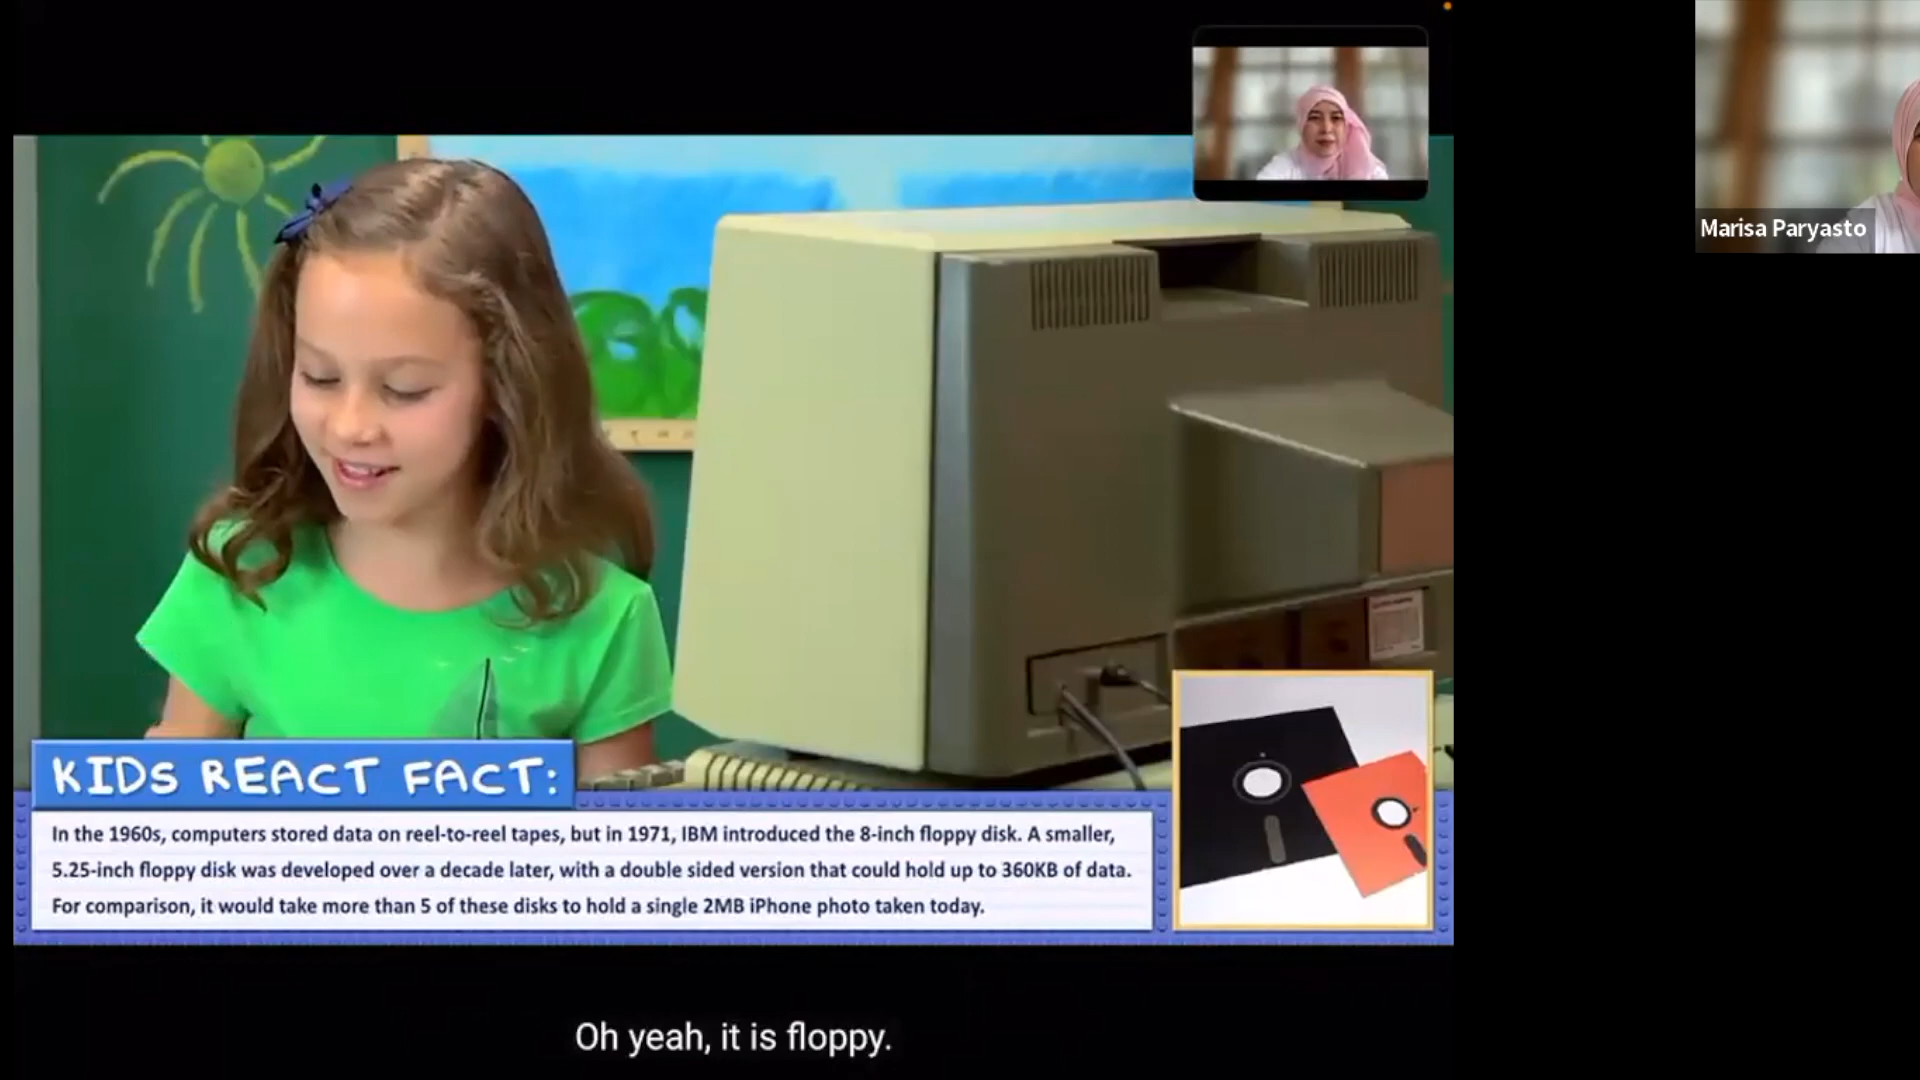 Marisa Paryasto
KIDS REACT FACT:
In the 1960s, computers stored data on reel-to-reel tapes, but in 1971, IBM introduced the 8-inch floppy disk. A smaller,
5.25-inch floppy disk was developed over a decade later, with a double sided version that could hold up to 360KB of data.
For comparison, it would take more than 5 of these disks to hold a single 2MB iPhone photo taken today.
Oh yeah, it is floppy.